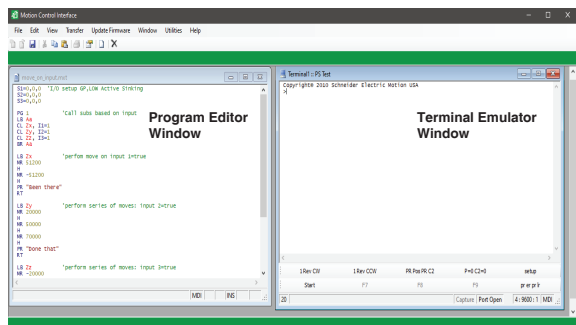 Motion Control Interface
File Edit View Transfer Update Firmware Window Utilities Help
move_on_input.mxt
S1=0,0,0 'I/O setup GP,LOW Active Sinking
S2=0,0,0
S3=0,0,0
PG 1 'Call subs based on input
LB Aa
CL Zx, I1=1
CL Zy, I2=1
CL Zz, I3=1
BR Aa
LB Zx 'perfom move on input 1=true
MR 51200
H
MR -51200
H
PR "Been there"
RT
LB Zy 'perform series of moves: input 2=true
MR 20000
H
MR 50000
H
MR 70000
H
PR "Done that"
RT
LB Zz 'perform series of moves: input 3=true
MR -20000
MDI INS
Program Editor
Window
Terminal1 :: PS Test
Copyright© 2010 Schneider Electric Motion USA
>
Terminal Emulator
Window
1 Rev CW 1 Rev CCW PR Pos PR C2 P=0 C2=0 setup
Start F7 F8 F9 pr er pr lr
20 Capture Port Open 4 : 9600 : 1 MDI